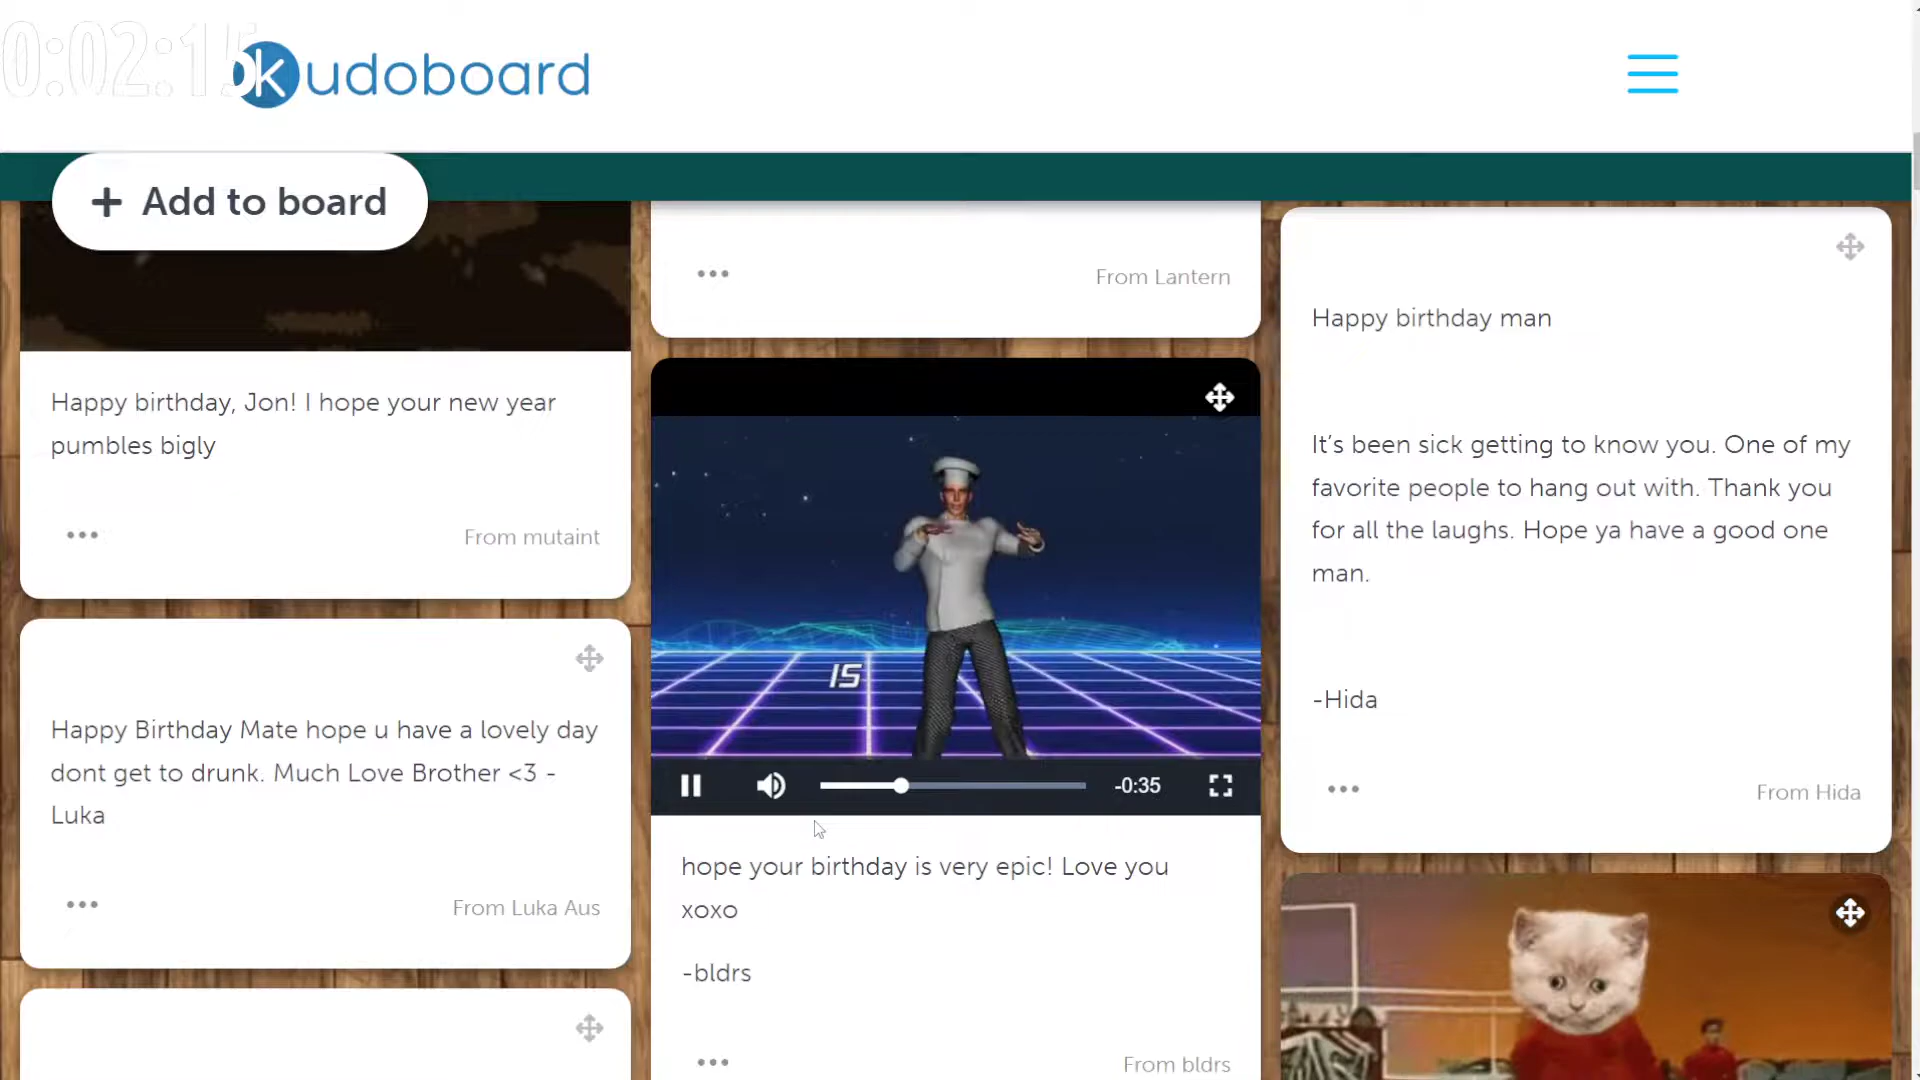 0:02:15
kudoboard
+ Add to board
Happy birthday, Jon! I hope your new year
pumbles bigly
From mutaint
Happy Birthday Mate hope u have a lovely day
dont get to drunk. Much Love Brother <3 -
Luka
From Luka Aus
From Lantern
IS
-0:35
hope your birthday is very epic! Love you
xoxo
-bldrs
From bldrs
Happy birthday man
It’s been sick getting to know you. One of my
favorite people to hang out with. Thank you
for all the laughs. Hope ya have a good one
man.
-Hida
From Hida